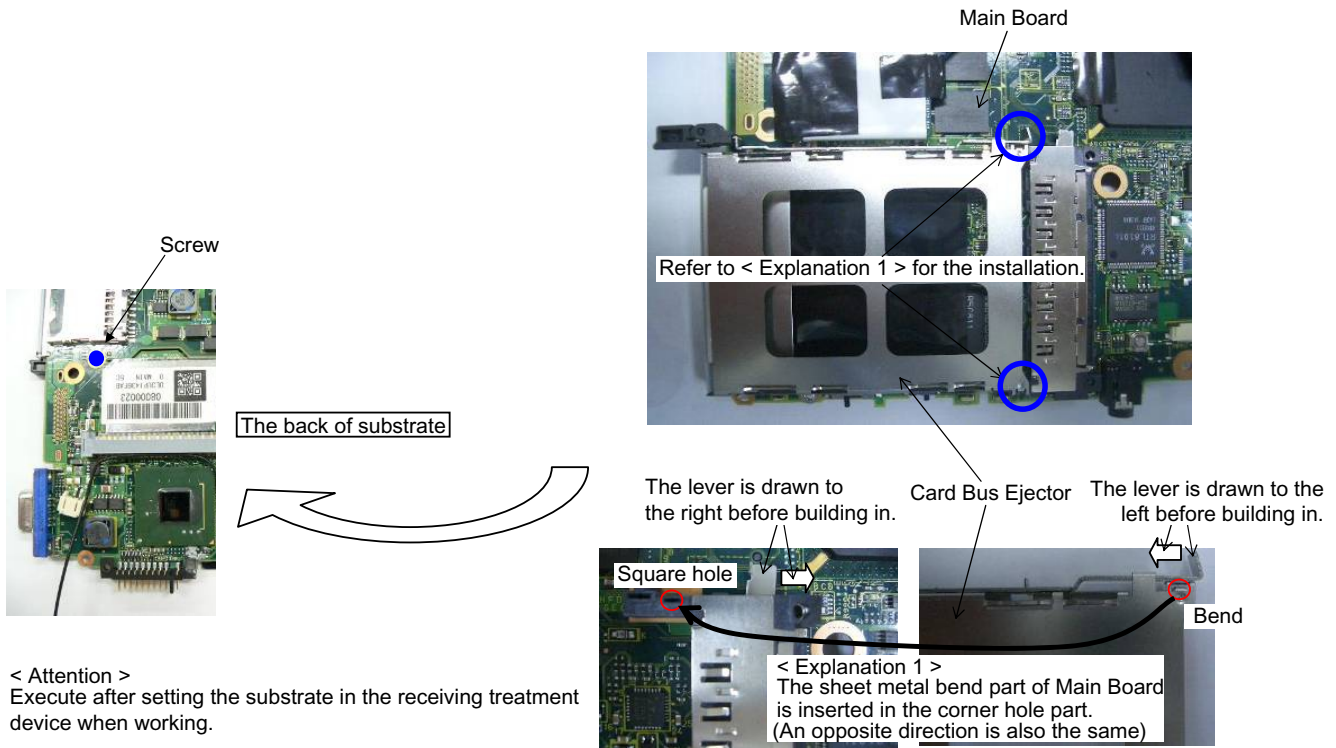 Main Board
Screw
Refer to < Explanation 1 > for the installation.
The back of substrate
The lever is drawn to
the right before building in.
Card Bus Ejector
The lever is drawn to the
left before building in.
Square hole
Bend
< Explanation 1 >
The sheet metal bend part of Main Board
is inserted in the corner hole part.
(An opposite direction is also the same)
< Attention >
Execute after setting the substrate in the receiving treatment
device when working.
08000023